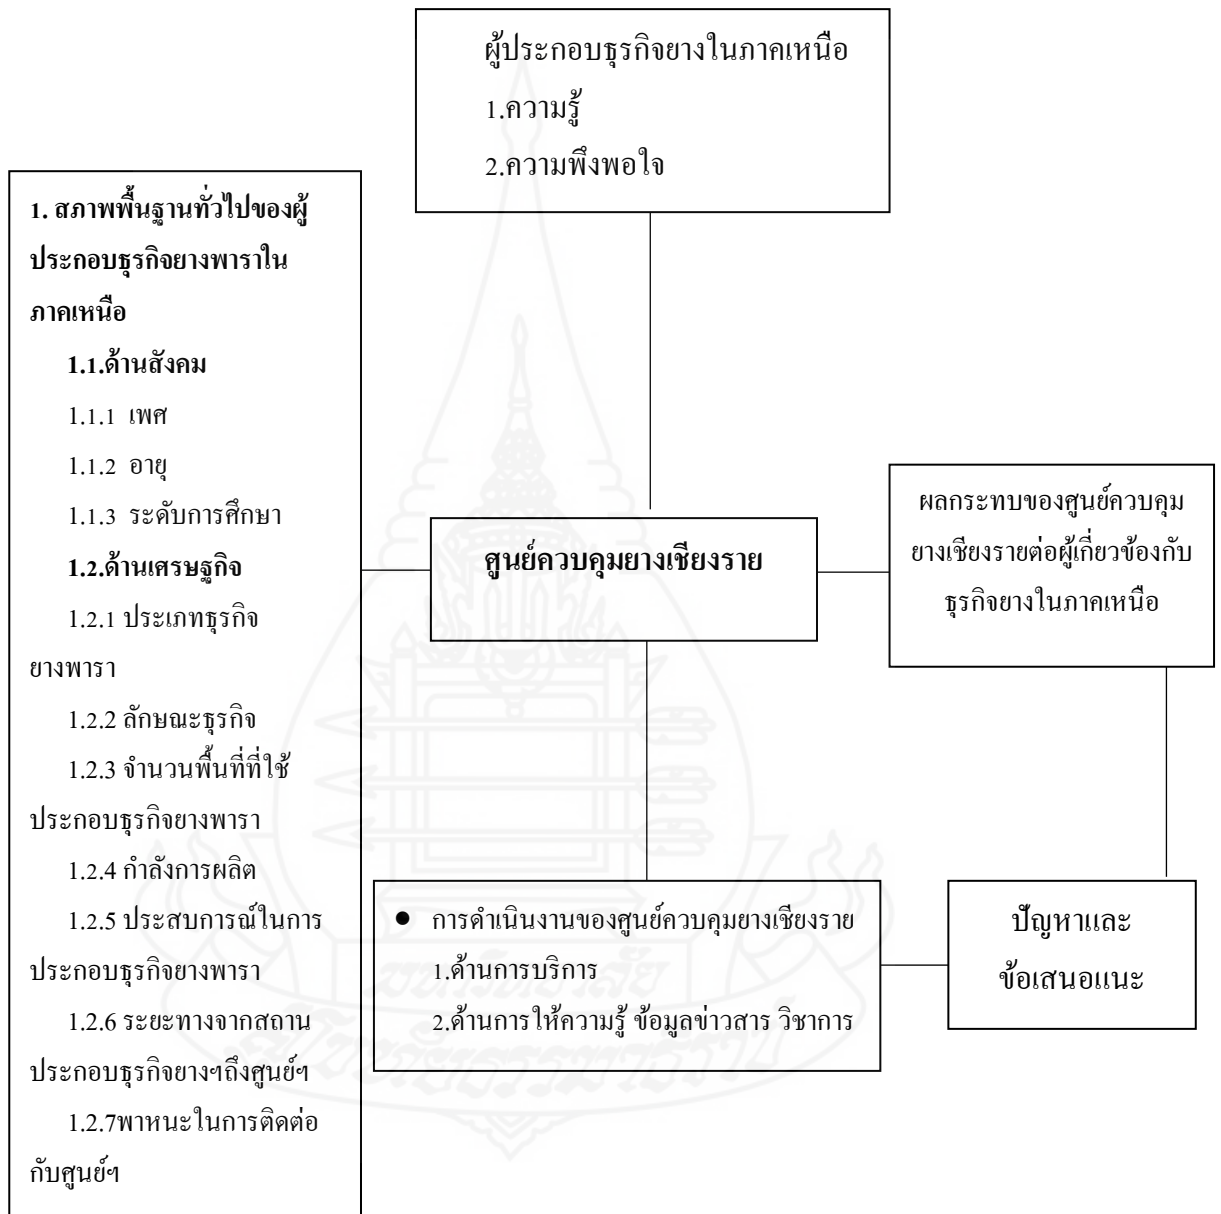 ผู้ประกอบธุรกิจยางในภาคเหนือ
1.ความรู้
2.ความพึงพอใจ
1. สภาพพื้นฐานทั่วไปของผู้
ประกอบธุรกิจยางพาราใน
ภาคเหนือ
1.1.ด้านสังคม
1.1.1 เพศ
1.1.2 อายุ
1.1.3 ระดับการศึกษา
1.2.ด้านเศรษฐกิจ
1.2.1 ประเภทธุรกิจ
ยางพารา
1.2.2 ลักษณะธุรกิจ
1.2.3 จำนวนพื้นที่ที่ใช้
ประกอบธุรกิจยางพารา
1.2.4 กำลังการผลิต
1.2.5 ประสบการณ์ในการ
ประกอบธุรกิจยางพารา
1.2.6 ระยะทางจากสถาน
ประกอบธุรกิจยางฯถึงศูนย์ฯ
1.2.7พาหนะในการติดต่อ
กับศูนย์ฯ
ศูนย์ควบคุมยางเชียงราย
ผลกระทบของศูนย์ควบคุม
ยางเชียงรายต่อผู้เกี่ยวข้องกับ
ธุรกิจยางในภาคเหนือ
● การดำเนินงานของศูนย์ควบคุมยางเชียงราย
1.ด้านการบริการ
2.ด้านการให้ความรู้ ข้อมูลข่าวสาร วิชาการ
ปัญหาและ
ข้อเสนอแนะ
มหาวิทยาลัย
สุโขทัยธรรมาธิราช